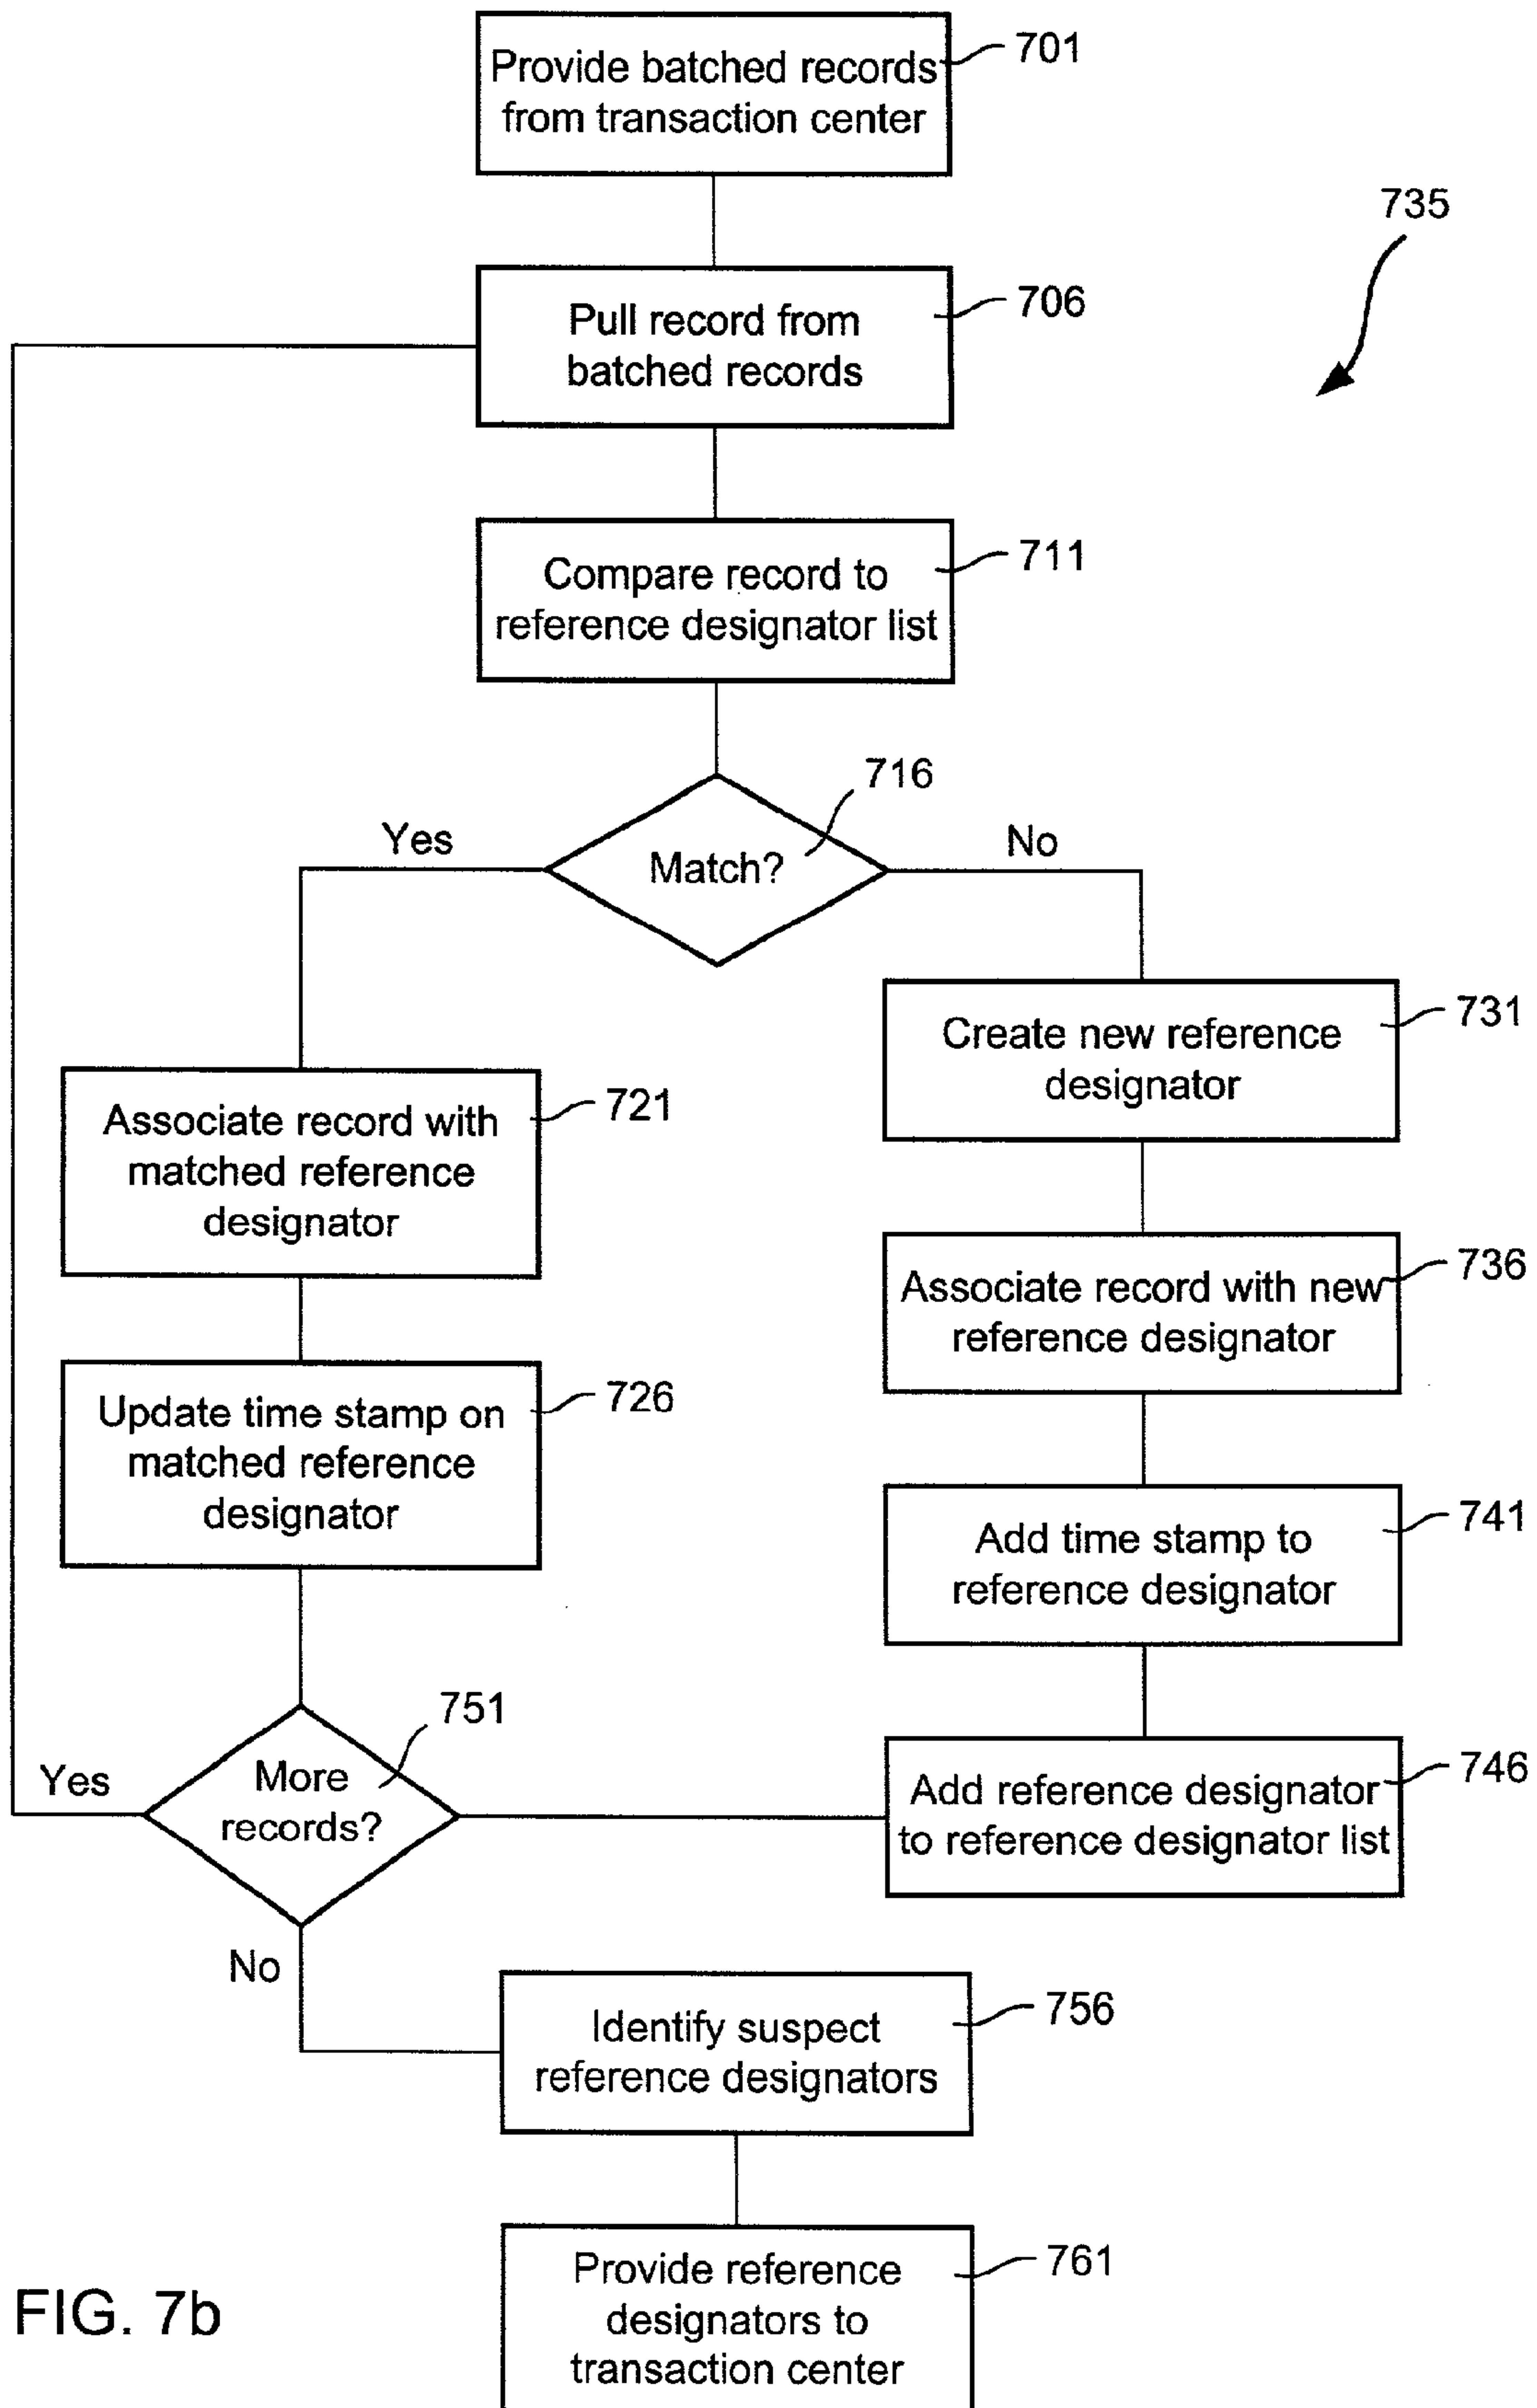 Provide batched records
from transaction center
701
735
Pull record from
batched records
706
Compare record to
reference designator list
711
716
Match?
Yes
No
Create new reference
designator
731
Associate record with
matched reference
designator
721
Associate record with new
reference designator
736
Update time stamp on
matched reference
designator
726
Add time stamp to
reference designator
741
751
More
records?
Yes
Add reference designator
to reference designator list
746
No
Identify suspect
reference designators
756
Provide reference
designators to
transaction center
761
FIG. 7b